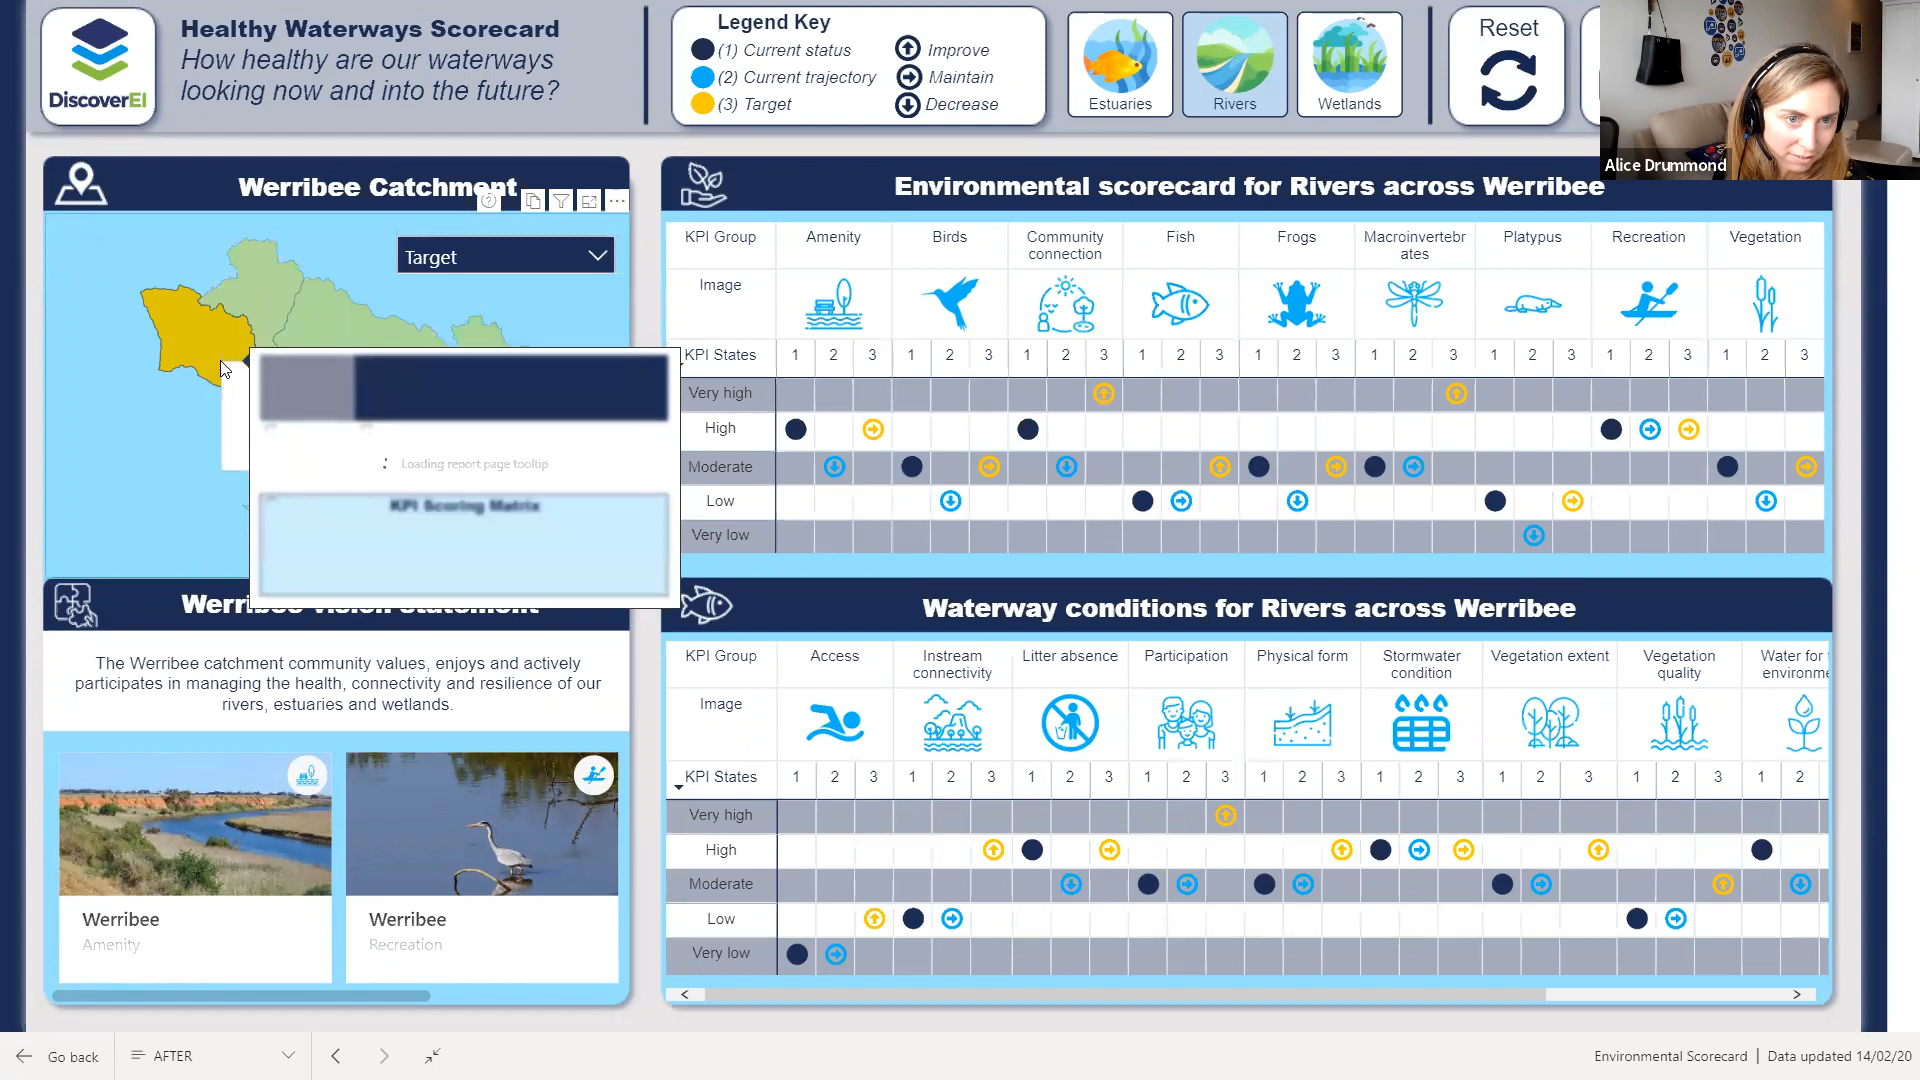 DiscoverEI
Healthy Waterways Scorecard
How healthy are our waterways
looking now and into the future?
Legend Key
(1) Current status
(2) Current trajectory
(3) Target
Improve
Maintain
Decrease
Estuaries
Rivers
Wetlands
Reset
Alice Drummond
Werribee Catchment
Target
Loading report page tooltip
KPI Scoring Matrix
Werribee Vision Statement
The Werribee catchment community values, enjoys and actively
participates in managing the health, connectivity and resilience of our
rivers, estuaries and wetlands.
Werribee
Amenity
Werribee
Recreation
Environmental scorecard for Rivers across Werribee
KPI Group Amenity Birds Community connection Fish Frogs Macroinvertebrates Platypus Recreation Vegetation
Image
KPI States 1 2 3 1 2 3 1 2 3 1 2 3 1 2 3 1 2 3 1 2 3 1 2 3 1 2 3
Very high
High
Moderate
Low
Very low
Waterway conditions for Rivers across Werribee
KPI Group Access Instream connectivity Litter absence Participation Physical form Stormwater condition Vegetation extent Vegetation quality Water for environme
Image
KPI States 1 2 3 1 2 3 1 2 3 1 2 3 1 2 3 1 2 3 1 2 3 1 2 3 1 2
Very high
High
Moderate
Low
Very low
Go back
AFTER
Environmental Scorecard | Data updated 14/02/20